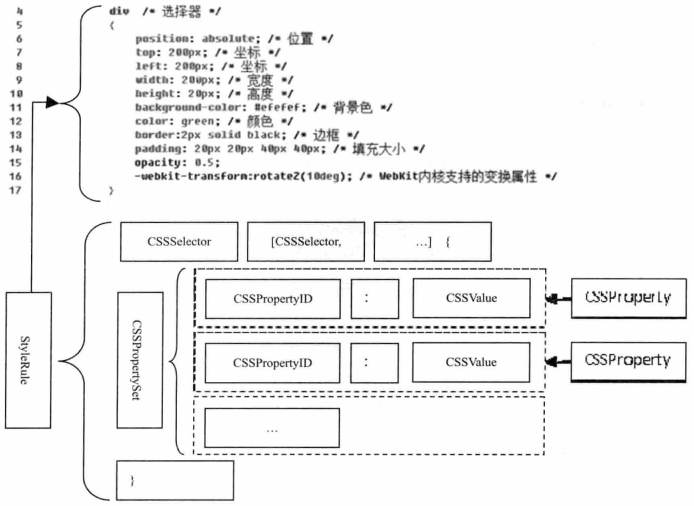 4 div /* 选择器 */
5 {
6 position: absolute; /* 位置 */
7 top: 200px; /* 坐标 */
8 left: 200px; /* 坐标 */
9 width: 200px; /* 宽度 */
10 height: 20px; /* 高度 */
11 background-color: #efefef; /* 背景色 */
12 color: green; /* 颜色 */
13 border:2px solid black; /* 边框 */
14 padding: 20px 20px 40px 40px; /* 填充大小 */
15 opacity: 0.5;
16 -webkit-transform:rotateZ(10deg); /* WebKit内核支持的变换属性 */
17 }
CSSSelector [CSSSelector, …] {
StyleRule
CSSPropertySet
CSSPropertyID : CSSValue CSSProperty
CSSPropertyID : CSSValue CSSProperty
…
}